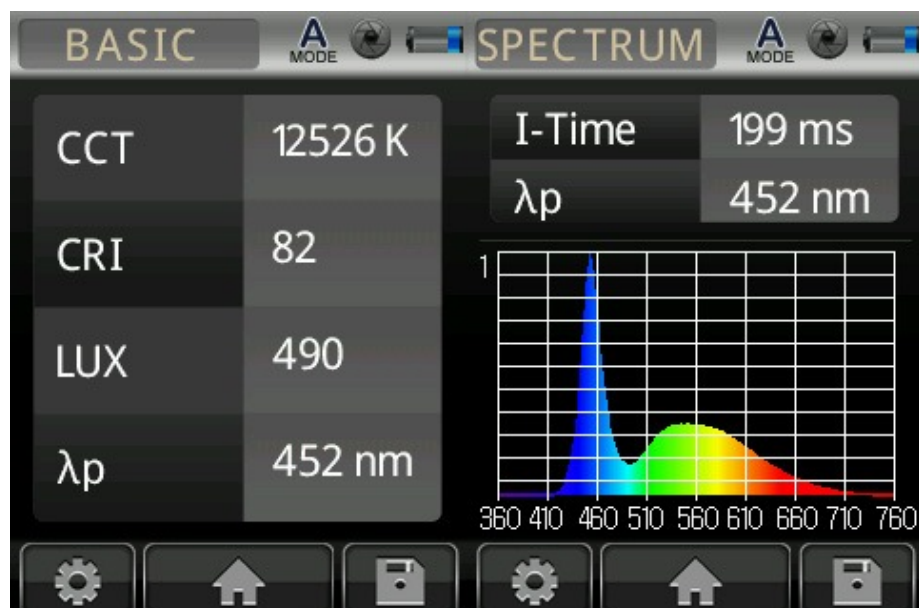 BASIC
A
MODE
CCT 12526 K
CRI 82
LUX 490
λp 452 nm
SPECTRUM
A
MODE
I-Time 199 ms
λp 452 nm
1
360 410 460 510 560 610 660 710 760